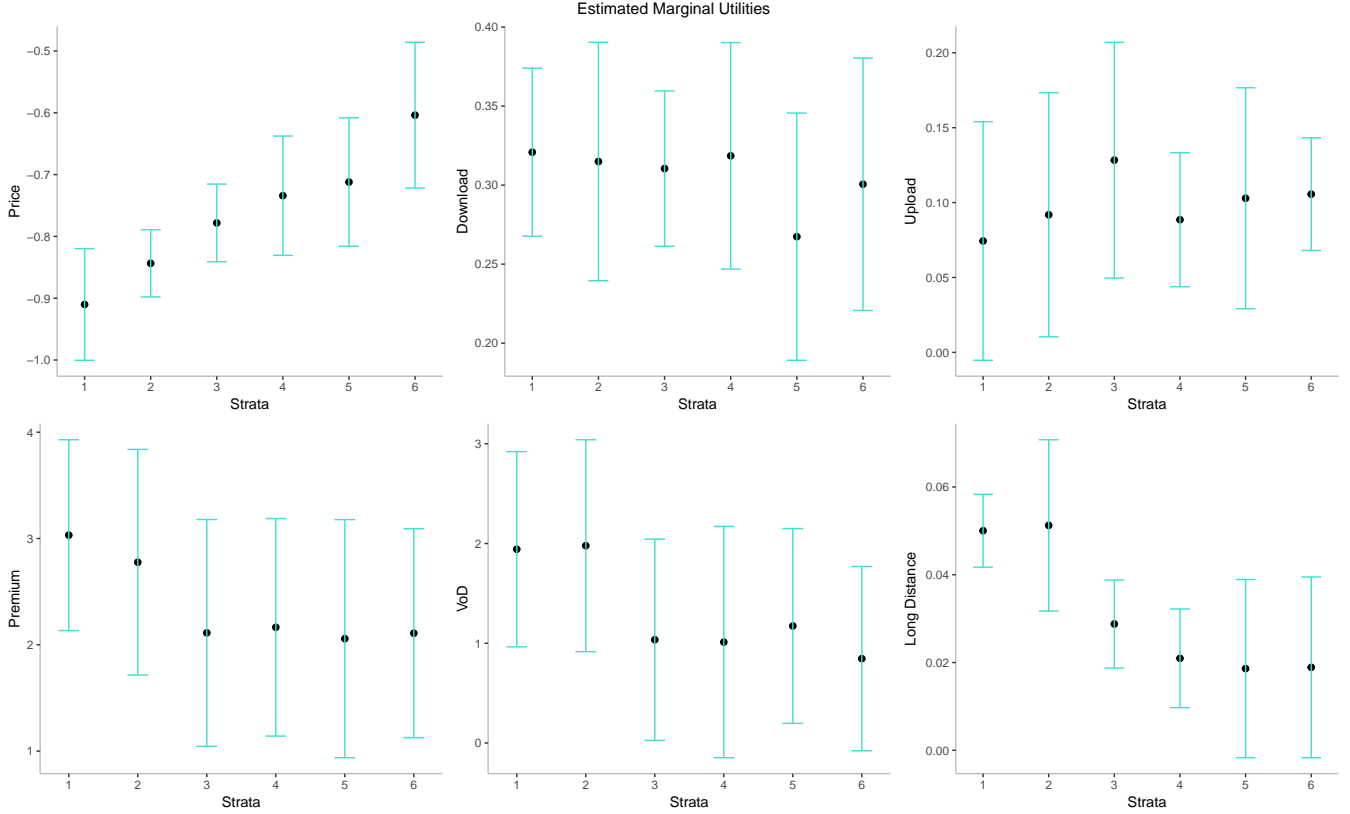 Estimated Marginal Utilities
Price
−0.5
−0.6
−0.7
−0.8
−0.9
−1.0
1 2 3 4 5 6
Strata
Download
0.40
0.35
0.30
0.25
0.20
1 2 3 4 5 6
Strata
Upload
0.20
0.15
0.10
0.05
0.00
1 2 3 4 5 6
Strata
Premium
4
3
2
1
1 2 3 4 5 6
Strata
VoD
3
2
1
0
1 2 3 4 5 6
Strata
Long Distance
0.06
0.04
0.02
0.00
1 2 3 4 5 6
Strata